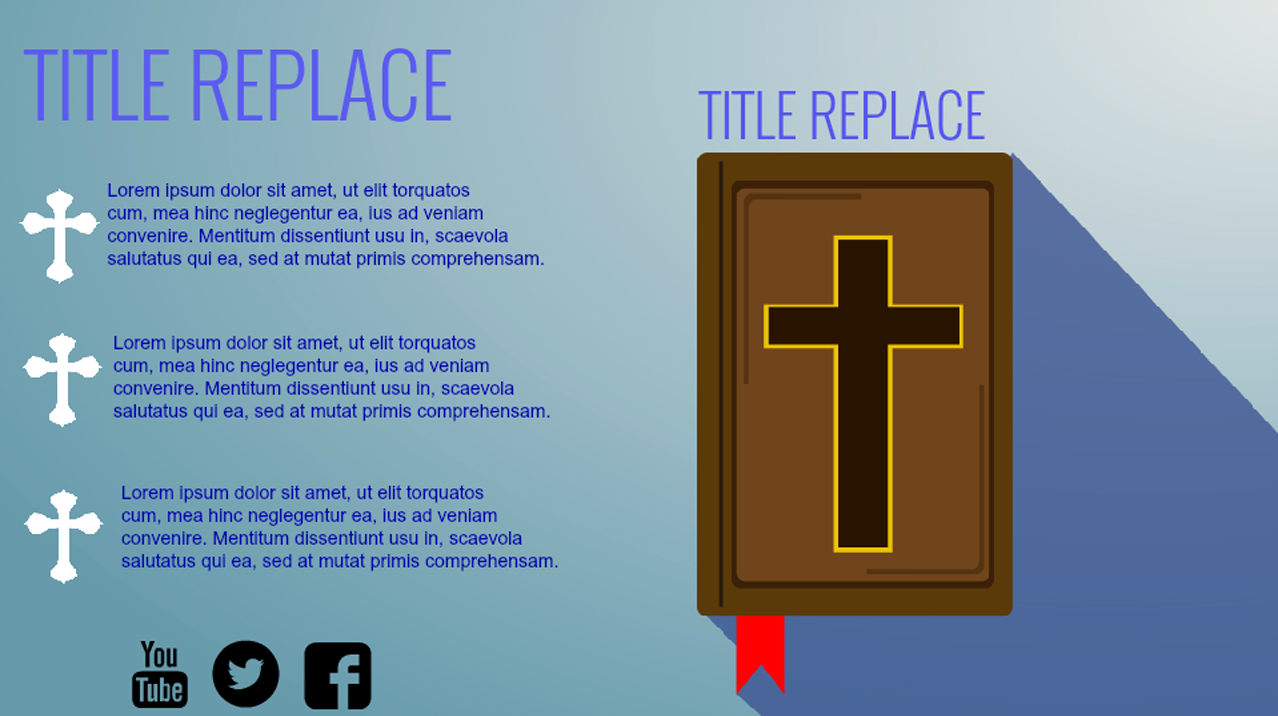 TITLE REPLACE
Lorem ipsum dolor sit amet, ut elit torquatos
cum, mea hinc neglegentur ea, ius ad veniam
convenire. Mentitum dissentiunt usu in, scaevola
salutatus qui ea, sed at mutat primis comprehensam.
Lorem ipsum dolor sit amet, ut elit torquatos
cum, mea hinc neglegentur ea, ius ad veniam
convenire. Mentitum dissentiunt usu in, scaevola
salutatus qui ea, sed at mutat primis comprehensam.
Lorem ipsum dolor sit amet, ut elit torquatos
cum, mea hinc neglegentur ea, ius ad veniam
convenire. Mentitum dissentiunt usu in, scaevola
salutatus qui ea, sed at mutat primis comprehensam.
You
Tube
TITLE REPLACE